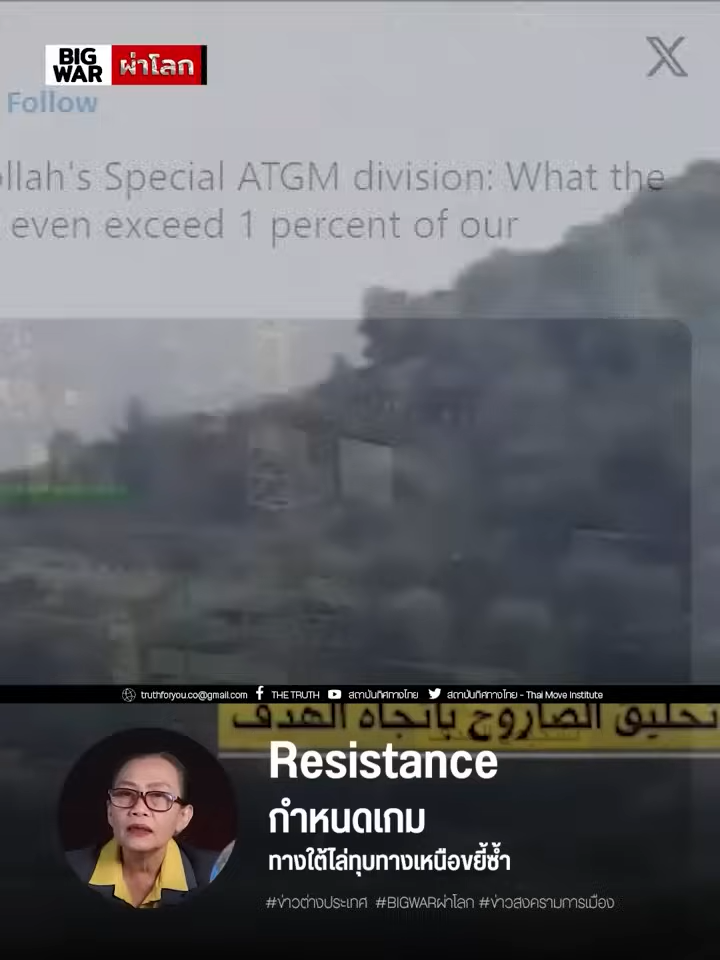 BIG WAR ผ่าโลก
X
Follow
ollah's Special ATGM division: What the
even exceed 1 percent of our
truthforyou.co@gmail.com THE TRUTH สถาบันทิศทางไทย สถาบันทิศทางไทย - Thai Move Institute
تحليق الصاروخ باتجاه الهدف
Resistance
กำหนดเกม
ทางใต้ไล่ทุบทางเหนือขยี้ซ้ำ
#ข่าวต่างประเทศ #BIGWARผ่าโลก #ข่าวสงครามการเมือง